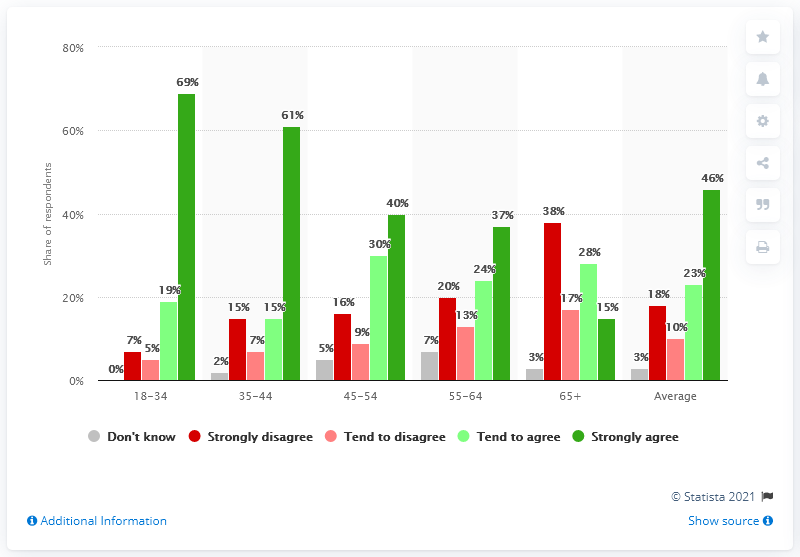 80%
60%
40%
20%
0%
Share of respondents
0% 7% 5% 19% 69%
2% 15% 7% 15% 61%
5% 16% 9% 30% 40%
7% 20% 13% 24% 37%
3% 38% 17% 28% 15%
3% 18% 10% 23% 46%
18-34 35-44 45-54 55-64 65+ Average
Don't know Strongly disagree Tend to disagree Tend to agree Strongly agree
© Statista 2021
Additional Information Show source